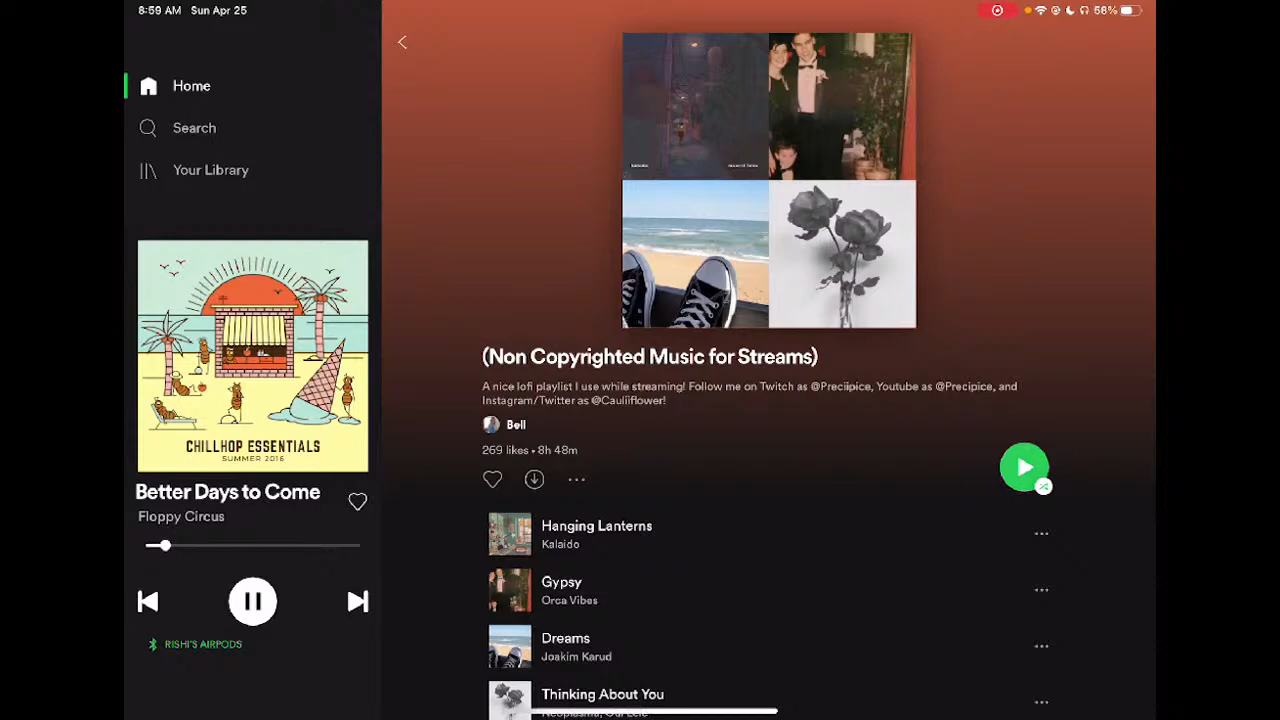 8:59 AM Sun Apr 25
58%
Home
Search
Your Library
CHILLHOP ESSENTIALS
SUMMER 2016
Better Days to Come
Floppy Circus
RISHI'S AIRPODS
(Non Copyrighted Music for Streams)
A nice lofi playlist I use while streaming! Follow me on Twitch as @Preciipice, Youtube as @Precipice, and
Instagram/Twitter as @Cauliiflower!
Bell
269 likes • 8h 48m
Hanging Lanterns
Kalaido
Gypsy
Orca Vibes
Dreams
Joakim Karud
Thinking About You